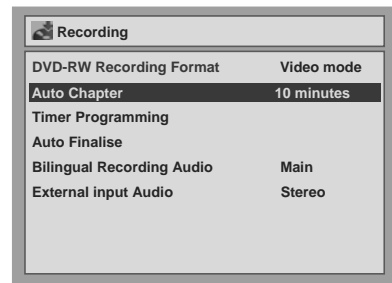 Recording
DVD-RW Recording Format Video mode
Auto Chapter 10 minutes
Timer Programming
Auto Finalise
Bilingual Recording Audio Main
External input Audio Stereo